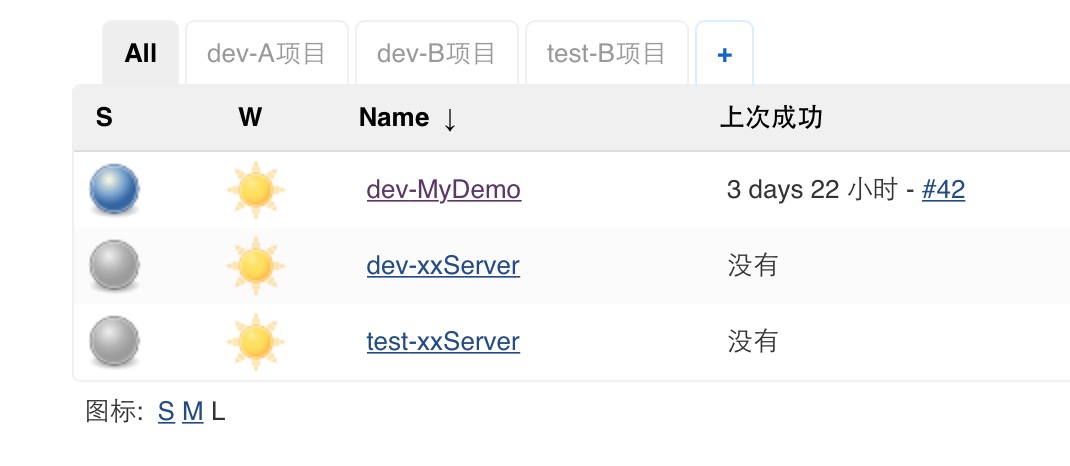 All dev-A项目 dev-B项目 test-B项目 +
S W Name ↓ 上次成功
dev-MyDemo 3 days 22 小时 - #42
dev-xxServer 没有
test-xxServer 没有
图标: S M L